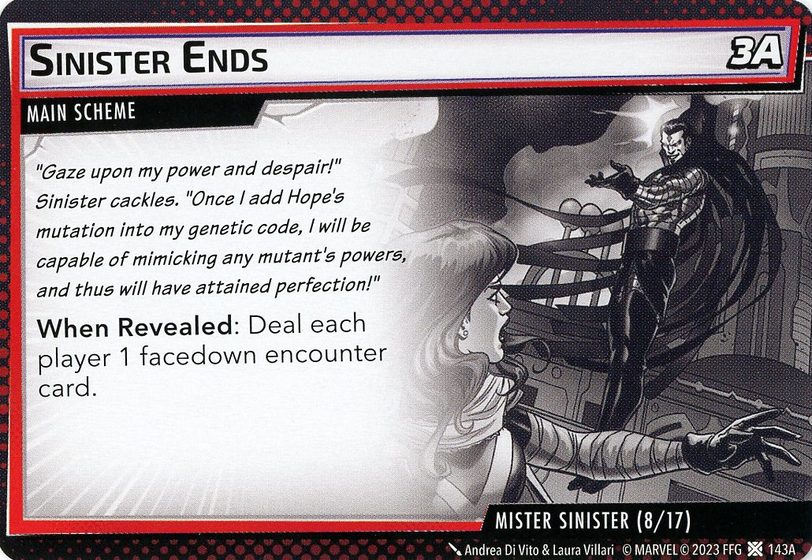 SINISTER ENDS
3A
MAIN SCHEME
"Gaze upon my power and despair!"
Sinister cackles. "Once I add Hope's
mutation into my genetic code, I will be
capable of mimicking any mutant's powers,
and thus will have attained perfection!"
When Revealed: Deal each
player 1 facedown encounter
card.
MISTER SINISTER (8/17)
Andrea Di Vito & Laura Villari © MARVEL © 2023 FFG 143A